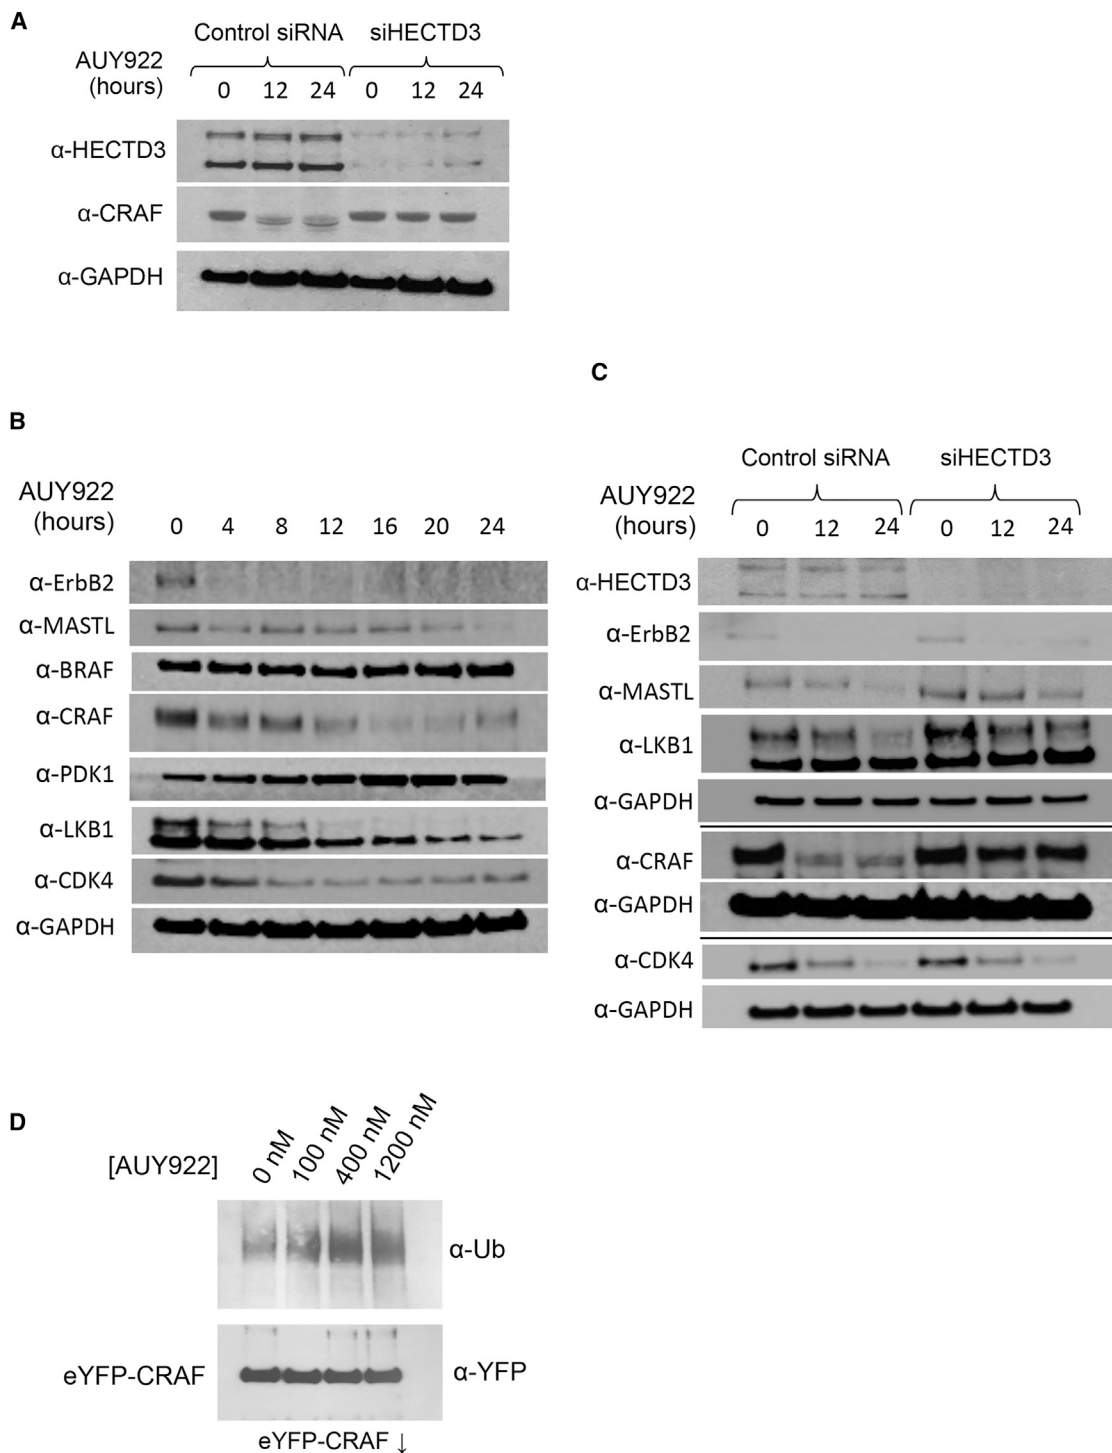 A
Control siRNA siHECTD3
AUY922
(hours)
0 12 24 0 12 24
α-HECTD3
α-CRAF
α-GAPDH
B
AUY922
(hours)
0 4 8 12 16 20 24
α-ErbB2
α-MASTL
α-BRAF
α-CRAF
α-PDK1
α-LKB1
α-CDK4
α-GAPDH
C
Control siRNA siHECTD3
AUY922
(hours)
0 12 24 0 12 24
α-HECTD3
α-ErbB2
α-MASTL
α-LKB1
α-GAPDH
α-CRAF
α-GAPDH
α-CDK4
α-GAPDH
D
[AUY922] 0 nM 100 nM 400 nM 1200 nM
α-Ub
eYFP-CRAF α-YFP
eYFP-CRAF ↓